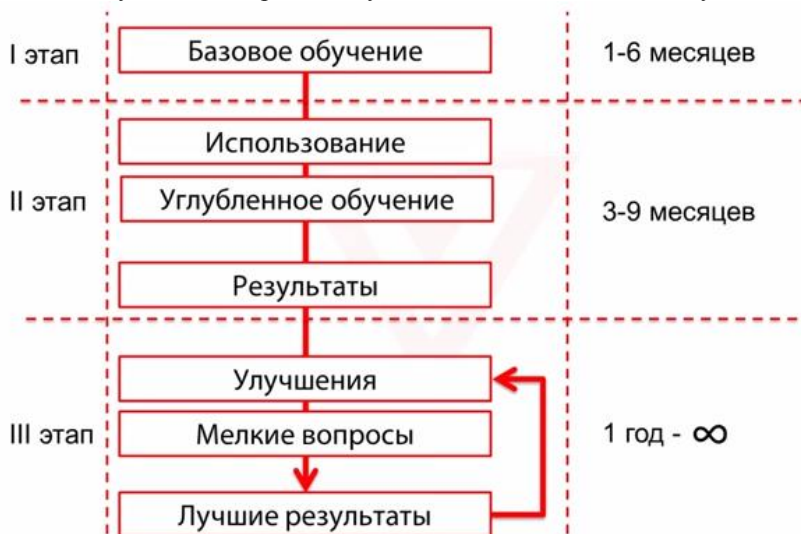 I этап
Базовое обучение
1-6 месяцев
Использование
II этап
Углубленное обучение
3-9 месяцев
Результаты
Улучшения
III этап
Мелкие вопросы
1 год - ∞
Лучшие результаты